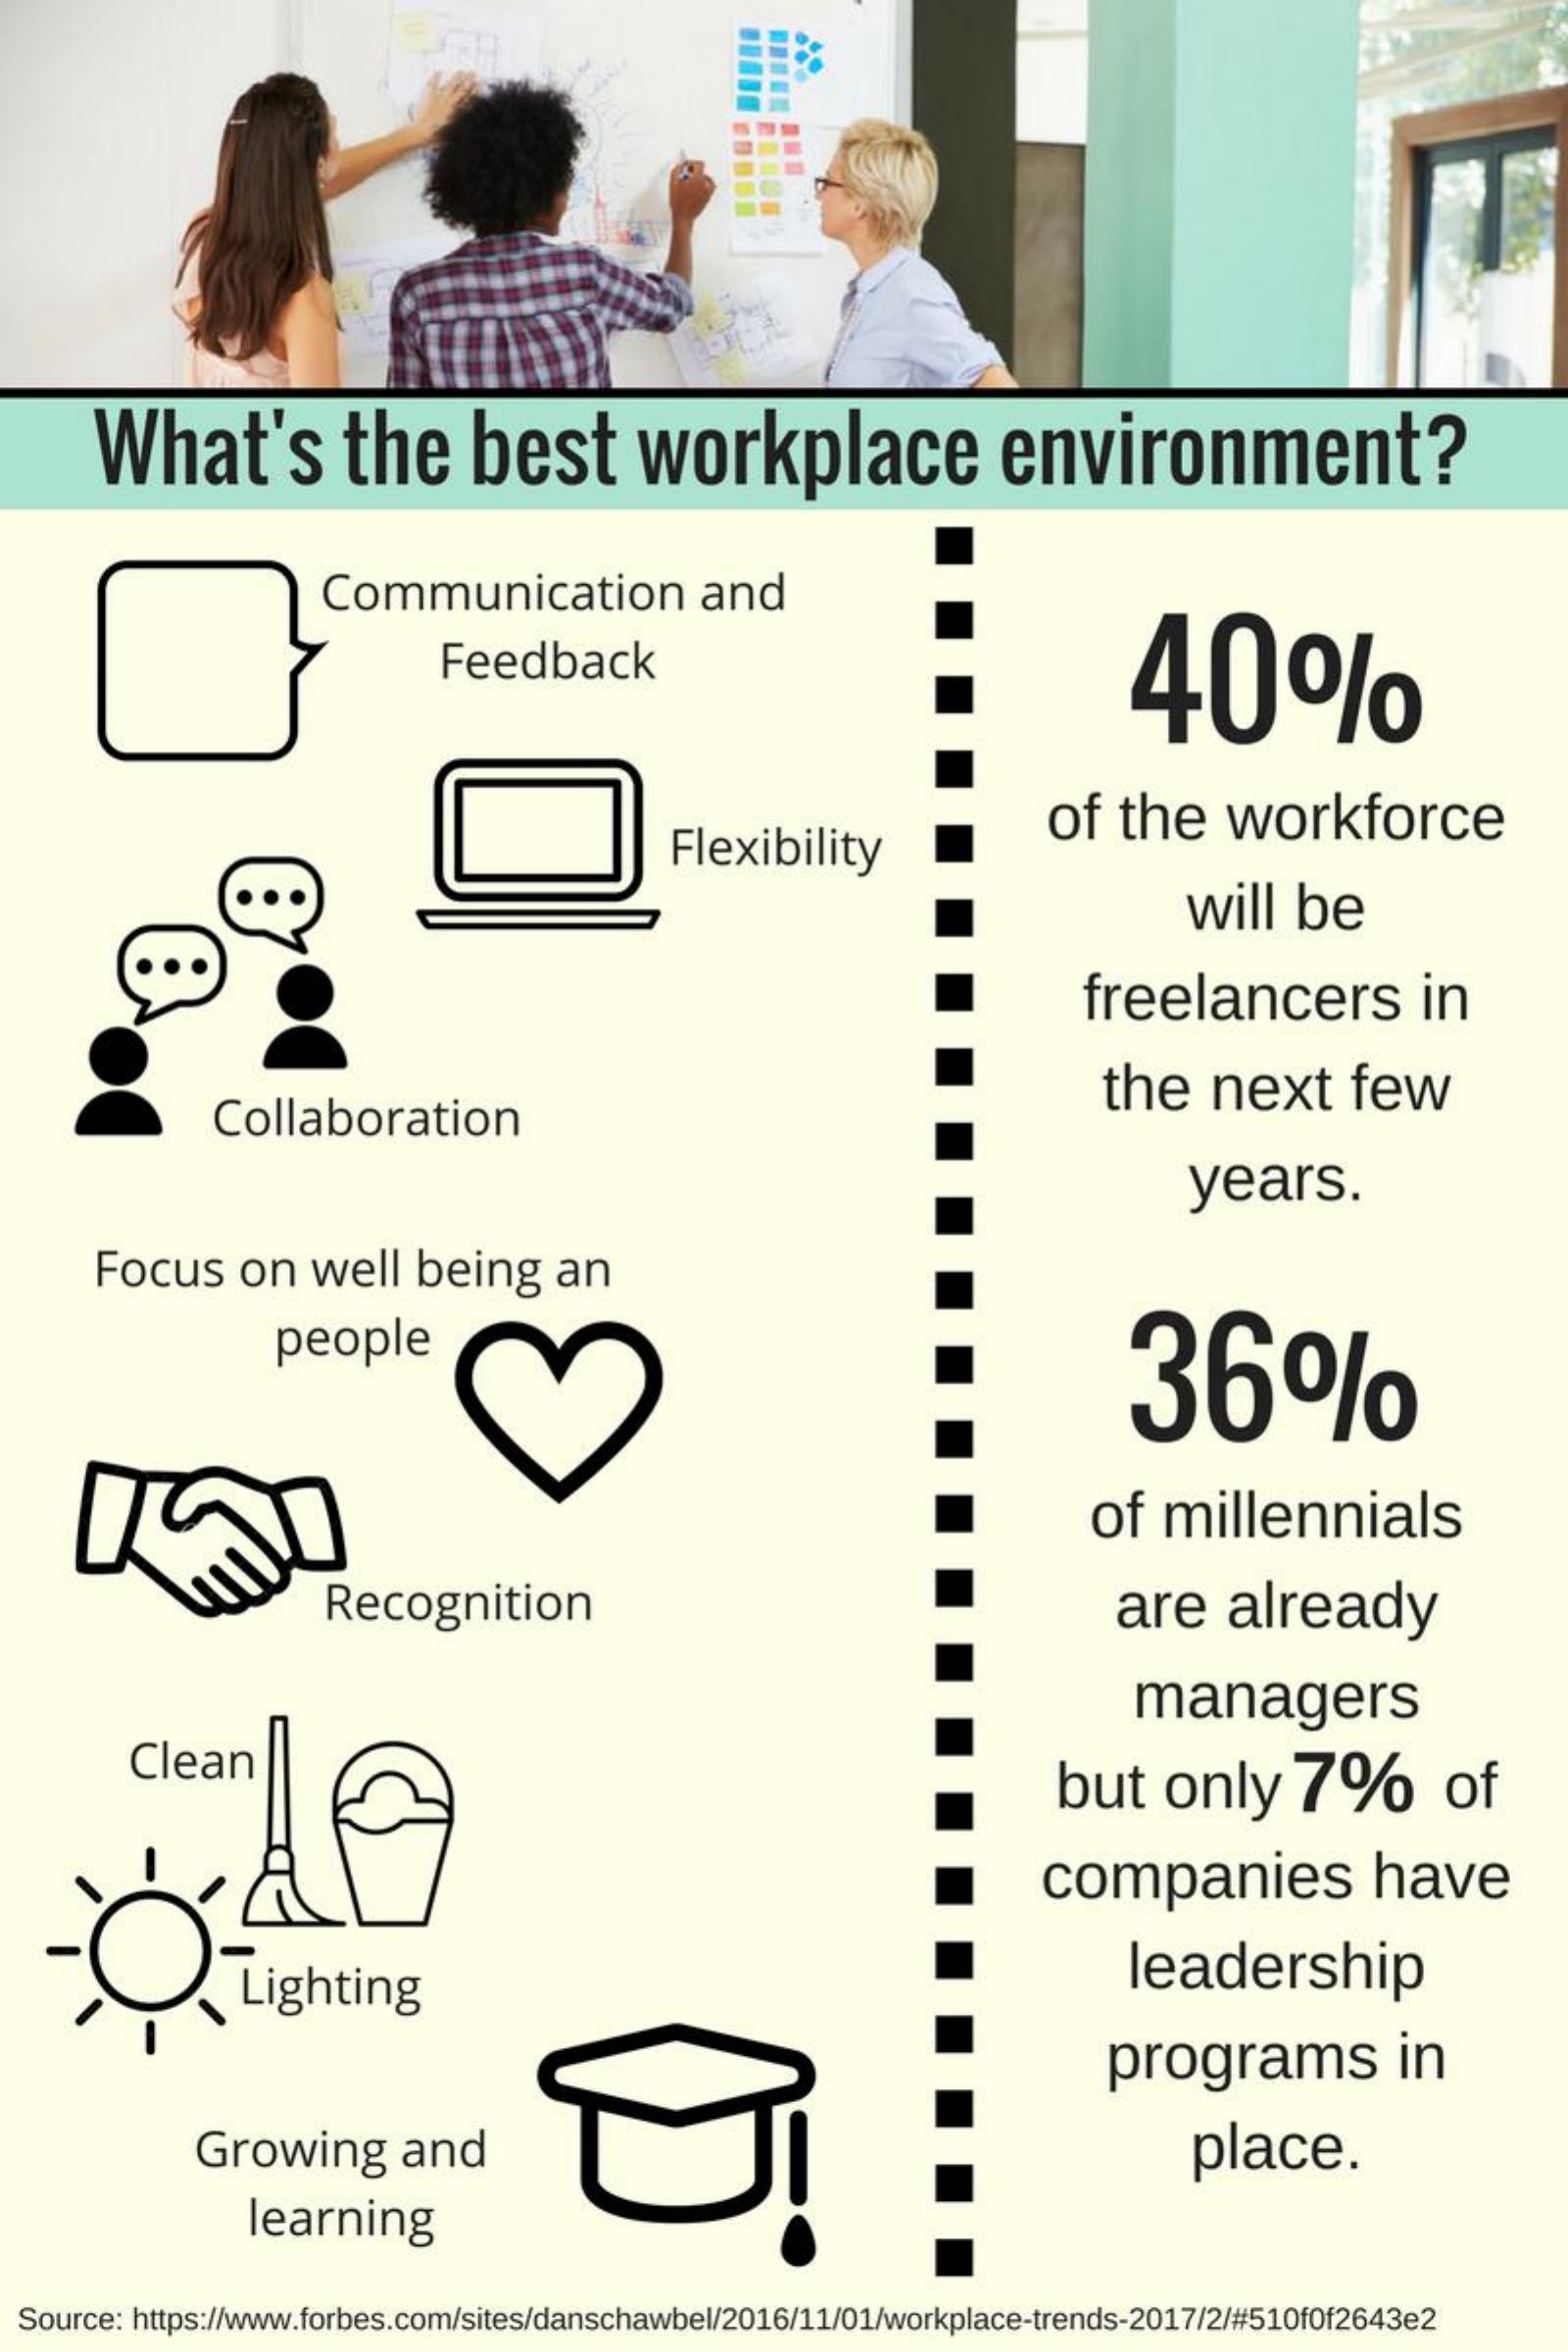 What's the best workplace environment?
Communication and
Feedback
Flexibility
Collaboration
Focus on well being an
people
Recognition
Clean
Lighting
Growing and
learning
40%
of the workforce
will be
freelancers in
the next few
years.
36%
of millennials
are already
managers
but only 7% of
companies have
leadership
programs in
place.
Source: https://www.forbes.com/sites/danschawbel/2016/11/01/workplace-trends-2017/2/#510f0f2643e2